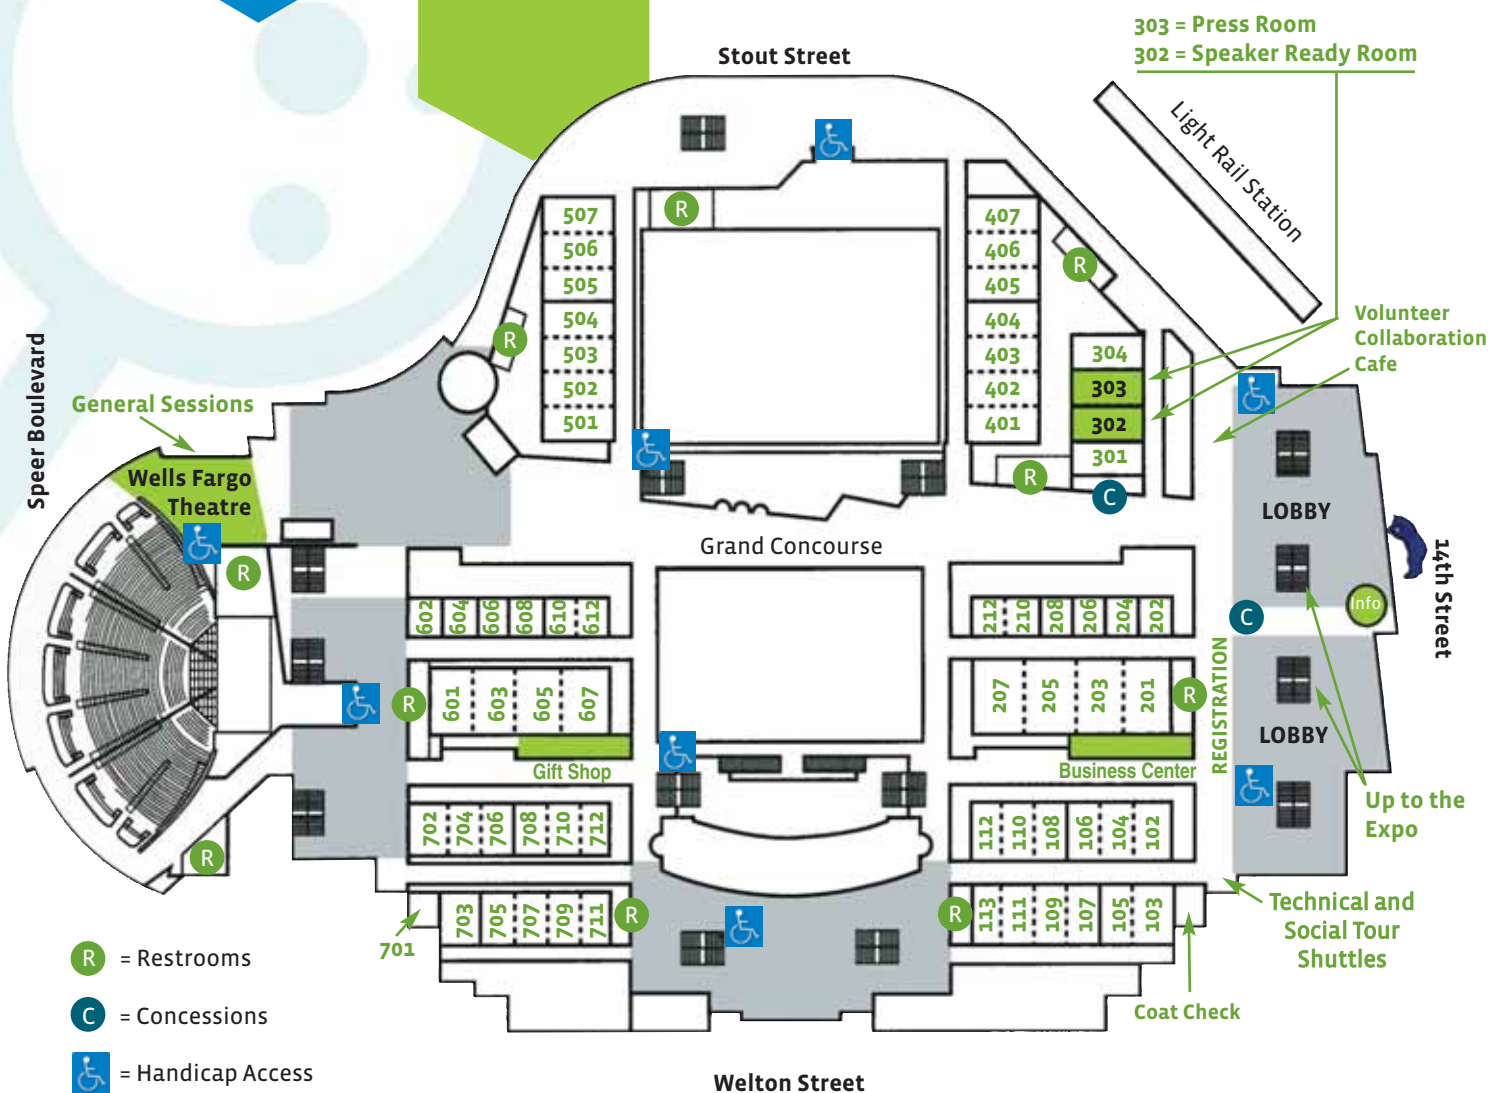 303 = Press Room
302 = Speaker Ready Room
Stout Street
Light Rail Station
R
507
506
505
504
503
502
501
R
407
406
405
404
403
402
401
R
R
304
303
302
301
R
C
Volunteer
Collaboration
Cafe
Speer Boulevard
General Sessions
Wells Fargo
Theatre
R
Grand Concourse
LOBBY
14th Street
Info
C
602
604
606
608
610
612
212
210
208
206
204
202
R
601
603
605
607
207
205
203
201
R
REGISTRATION
LOBBY
Gift Shop
Business Center
Up to the
Expo
702
704
706
708
710
712
112
110
108
106
104
102
R
703
705
707
709
711
R
R
113
111
109
107
105
103
701
Technical and
Social Tour
Shuttles
Coat Check
R = Restrooms
C = Concessions
= Handicap Access
Welton Street